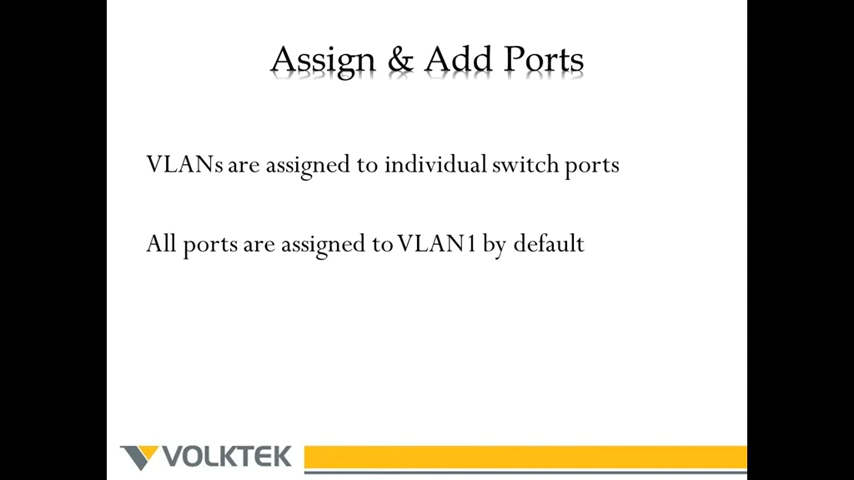 Assign & Add Ports
VLANs are assigned to individual switch ports
All ports are assigned to VLAN1 by default
VOLKTEK